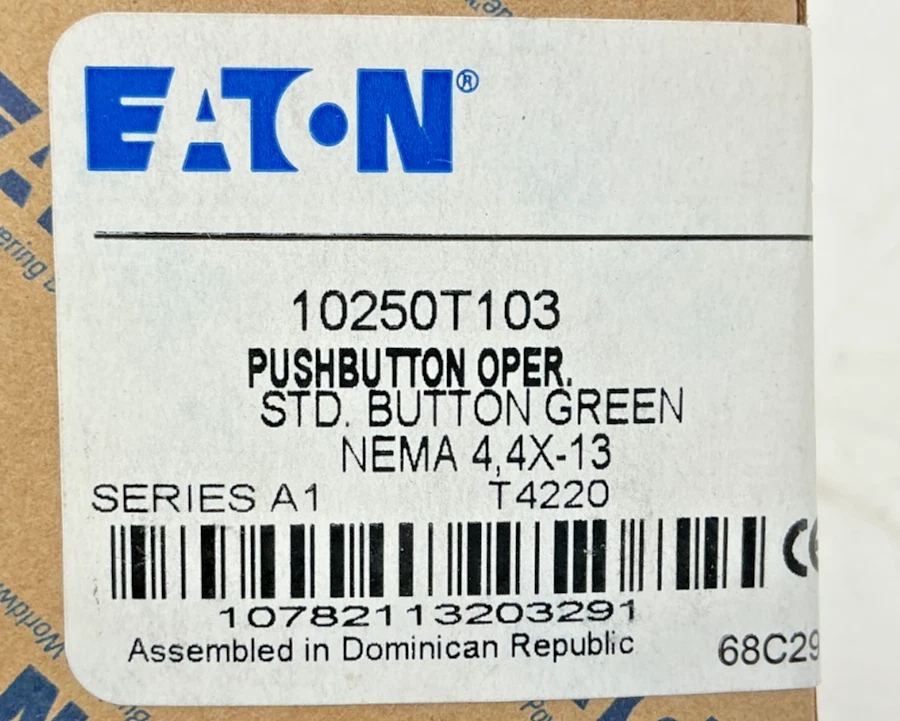 EATON®
10250T103
PUSHBUTTON OPER.
STD. BUTTON GREEN
NEMA 4,4X-13
SERIES A1 T4220
10782113203291
Assembled in Dominican Republic
68C29